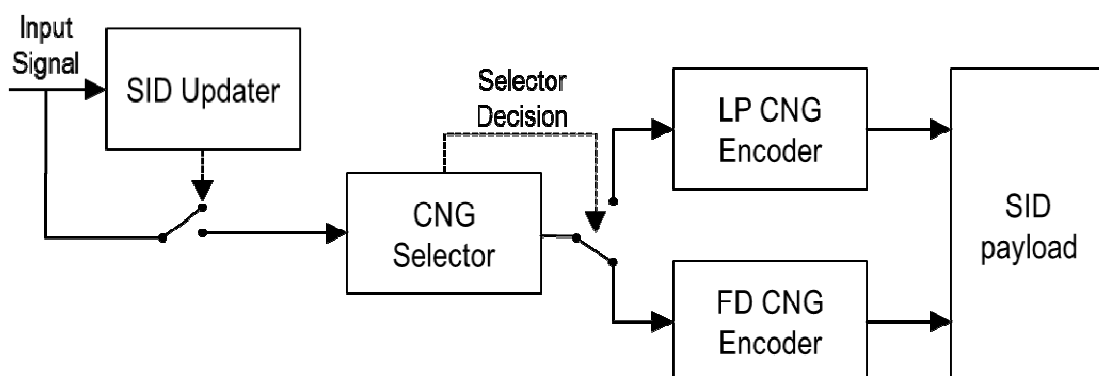 Input
Signal
SID Updater
Selector
Decision
CNG
Selector
LP CNG
Encoder
FD CNG
Encoder
SID
payload